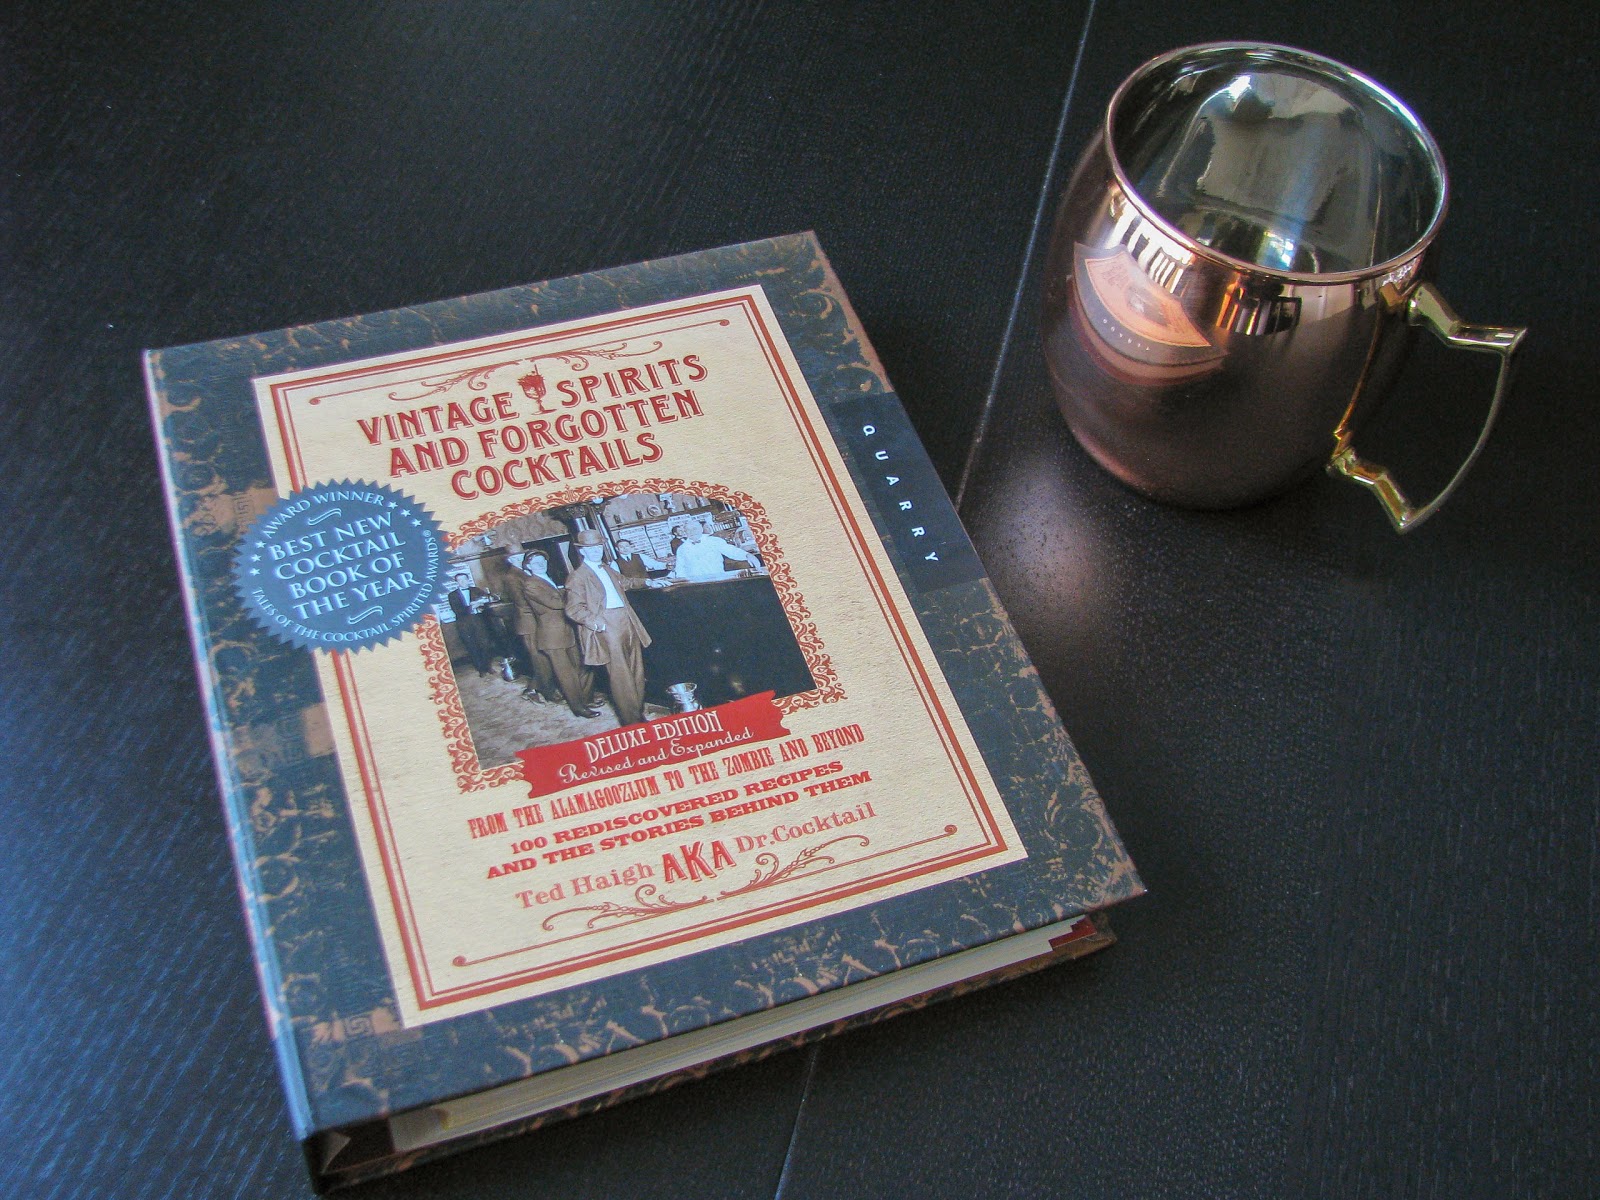 VINTAGE SPIRITS
AND FORGOTTEN
COCKTAILS
AWARD WINNER
BEST NEW
COCKTAIL
BOOK OF
THE YEAR
TALES OF THE COCKTAIL SPIRITED AWARDS®
QUARRY
DELUXE EDITION
Revised and Expanded
FROM THE ALAMAGOOZLUM TO THE ZOMBIE AND BEYOND
100 REDISCOVERED RECIPES
AND THE STORIES BEHIND THEM
Ted Haigh AKA Dr. Cocktail